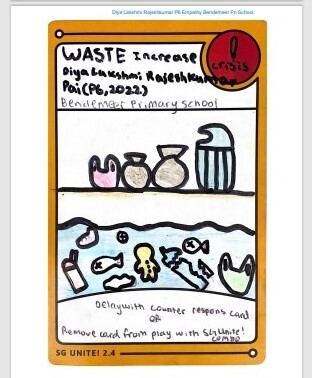 Diya Lakshmi Rajeshkumar P6 Empathy Bendemeer Pri School
WASTE Increase
crisis
Diya Lakshmi Rajeshkumar
Pai (P6, 2022)
Bendemeer Primary School
Delay with counter respons card
OR
Remove card from play with SG Unite!
combo
SG UNITE! 2.4